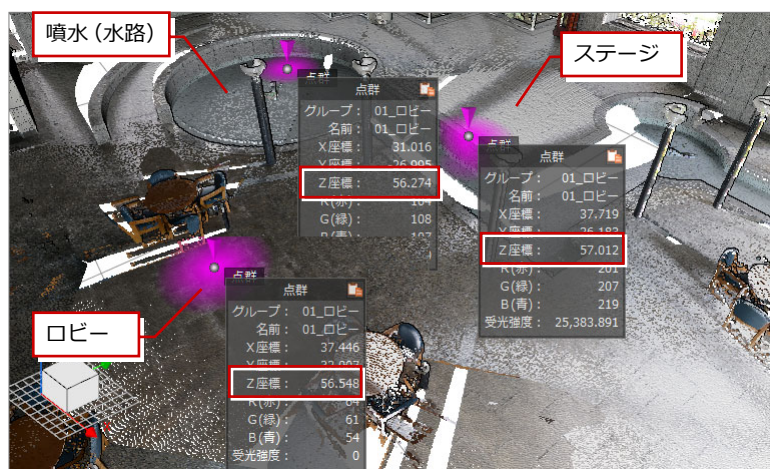 噴水（水路）
ステージ
点群
グループ： 01_ロビー
名前： 01_ロビー
X座標： 31.016
Z座標： 56.274
G(緑)： 108
点群
グループ： 01_ロビー
名前： 01_ロビー
X座標： 37.719
Z座標： 57.012
R(赤)： 201
G(緑)： 207
B(青)： 219
受光強度： 25,383.891
ロビー
点群
点群
グループ： 01_ロビー
名前： 01_ロビー
X座標： 37.446
Z座標： 56.548
G(緑)： 61
B(青)： 54
受光強度： 0